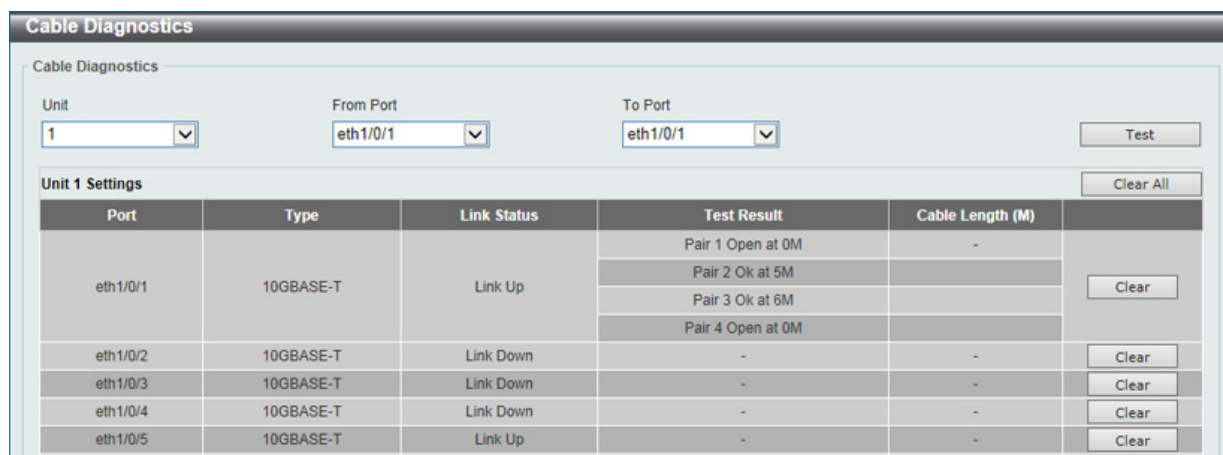 Cable Diagnostics
Cable Diagnostics
Unit From Port To Port
1 eth1/0/1 eth1/0/1 Test
Unit 1 Settings Clear All
Port Type Link Status Test Result Cable Length (M)
eth1/0/1 10GBASE-T Link Up Pair 1 Open at 0M - Clear
Pair 2 Ok at 5M
Pair 3 Ok at 6M
Pair 4 Open at 0M
eth1/0/2 10GBASE-T Link Down - - Clear
eth1/0/3 10GBASE-T Link Down - - Clear
eth1/0/4 10GBASE-T Link Down - - Clear
eth1/0/5 10GBASE-T Link Up - - Clear